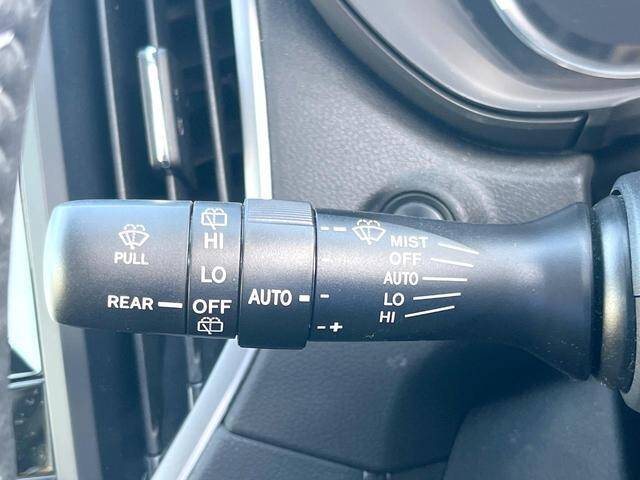 PULL
REAR
HI
LO
OFF
AUTO
- +
MIST
OFF
AUTO
LO
HI